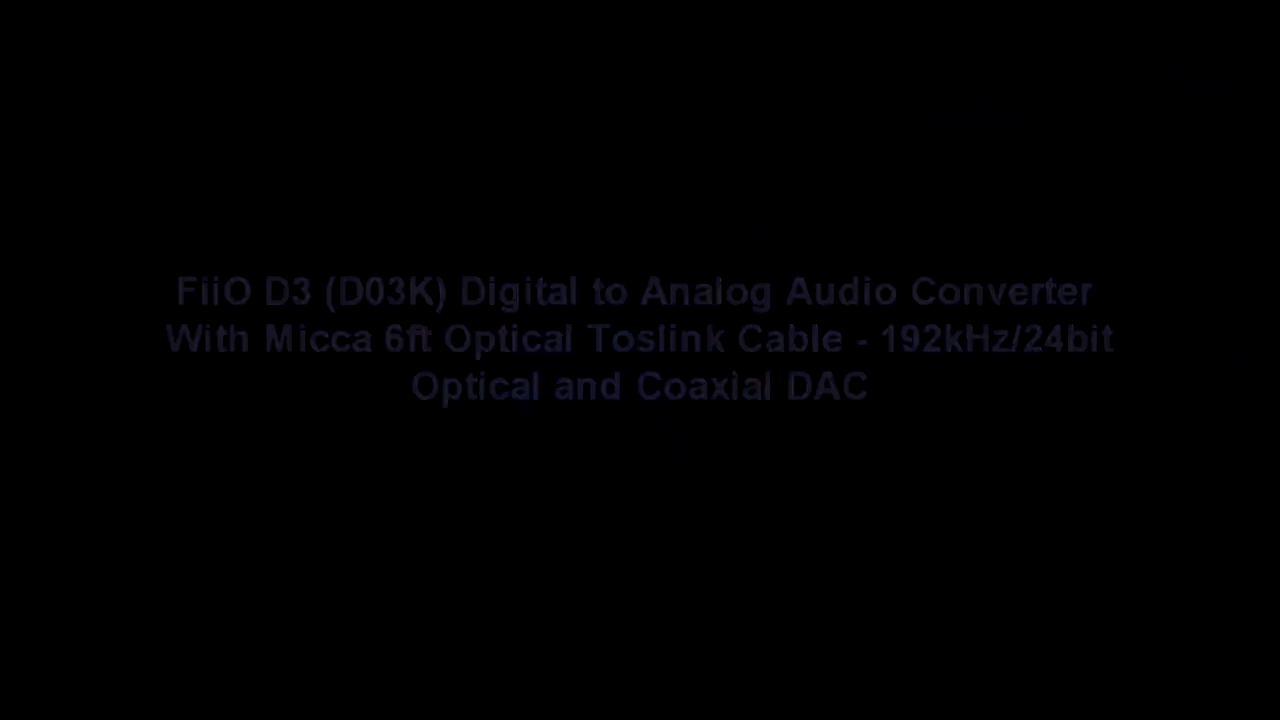 FiiO D3 (D03K) Digital to Analog Audio Converter
With Micca 6ft Optical Toslink Cable - 192kHz/24bit
Optical and Coaxial DAC